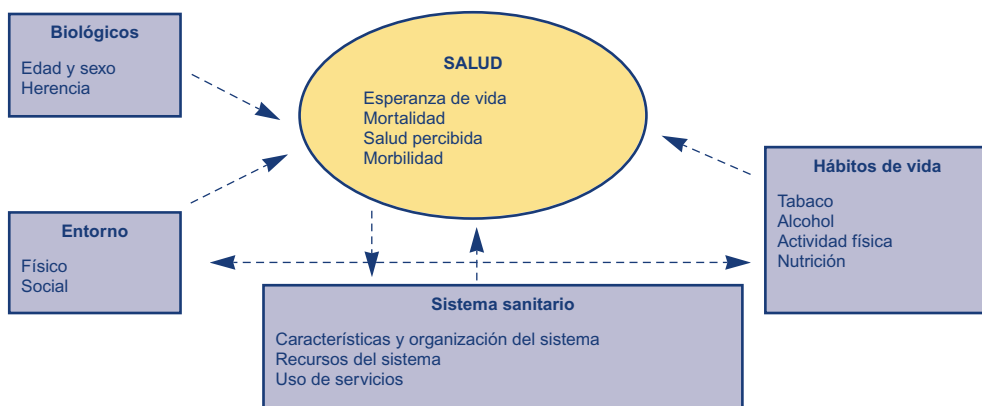 Biológicos
Edad y sexo
Herencia
SALUD
Esperanza de vida
Mortalidad
Salud percibida
Morbilidad
Hábitos de vida
Tabaco
Alcohol
Actividad física
Nutrición
Entorno
Físico
Social
Sistema sanitario
Características y organización del sistema
Recursos del sistema
Uso de servicios